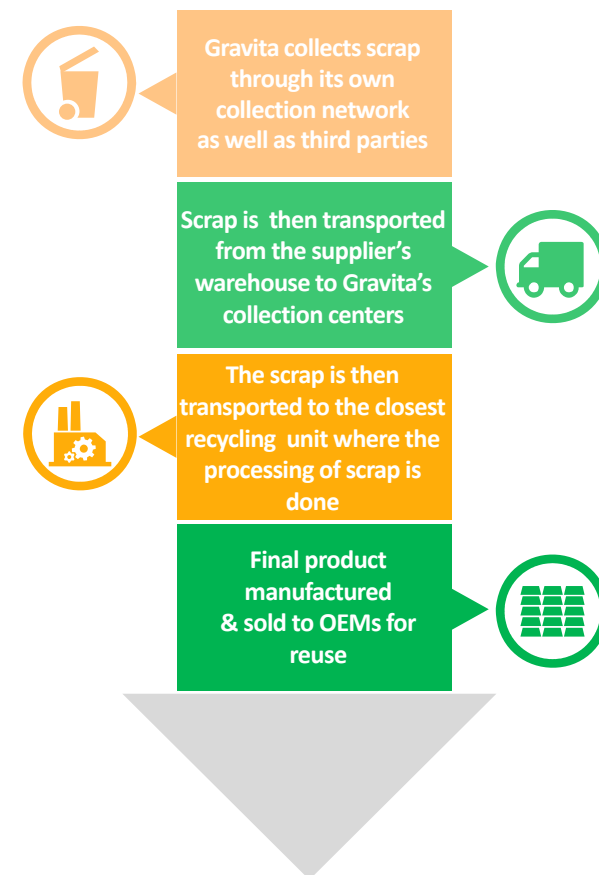 Gravita collects scrap
through its own
collection network
as well as third parties
Scrap is then transported
from the supplier’s
warehouse to Gravita’s
collection centers
The scrap is then
transported to the closest
recycling unit where the
processing of scrap is
done
Final product
manufactured
& sold to OEMs for
reuse